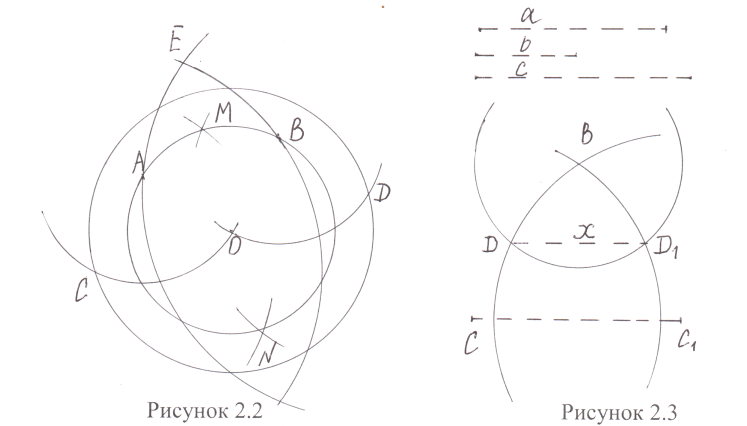 E
M
B
A
D
O
C
N
Рисунок 2.2
a
b
c
B
D x D₁
C C₁
Рисунок 2.3